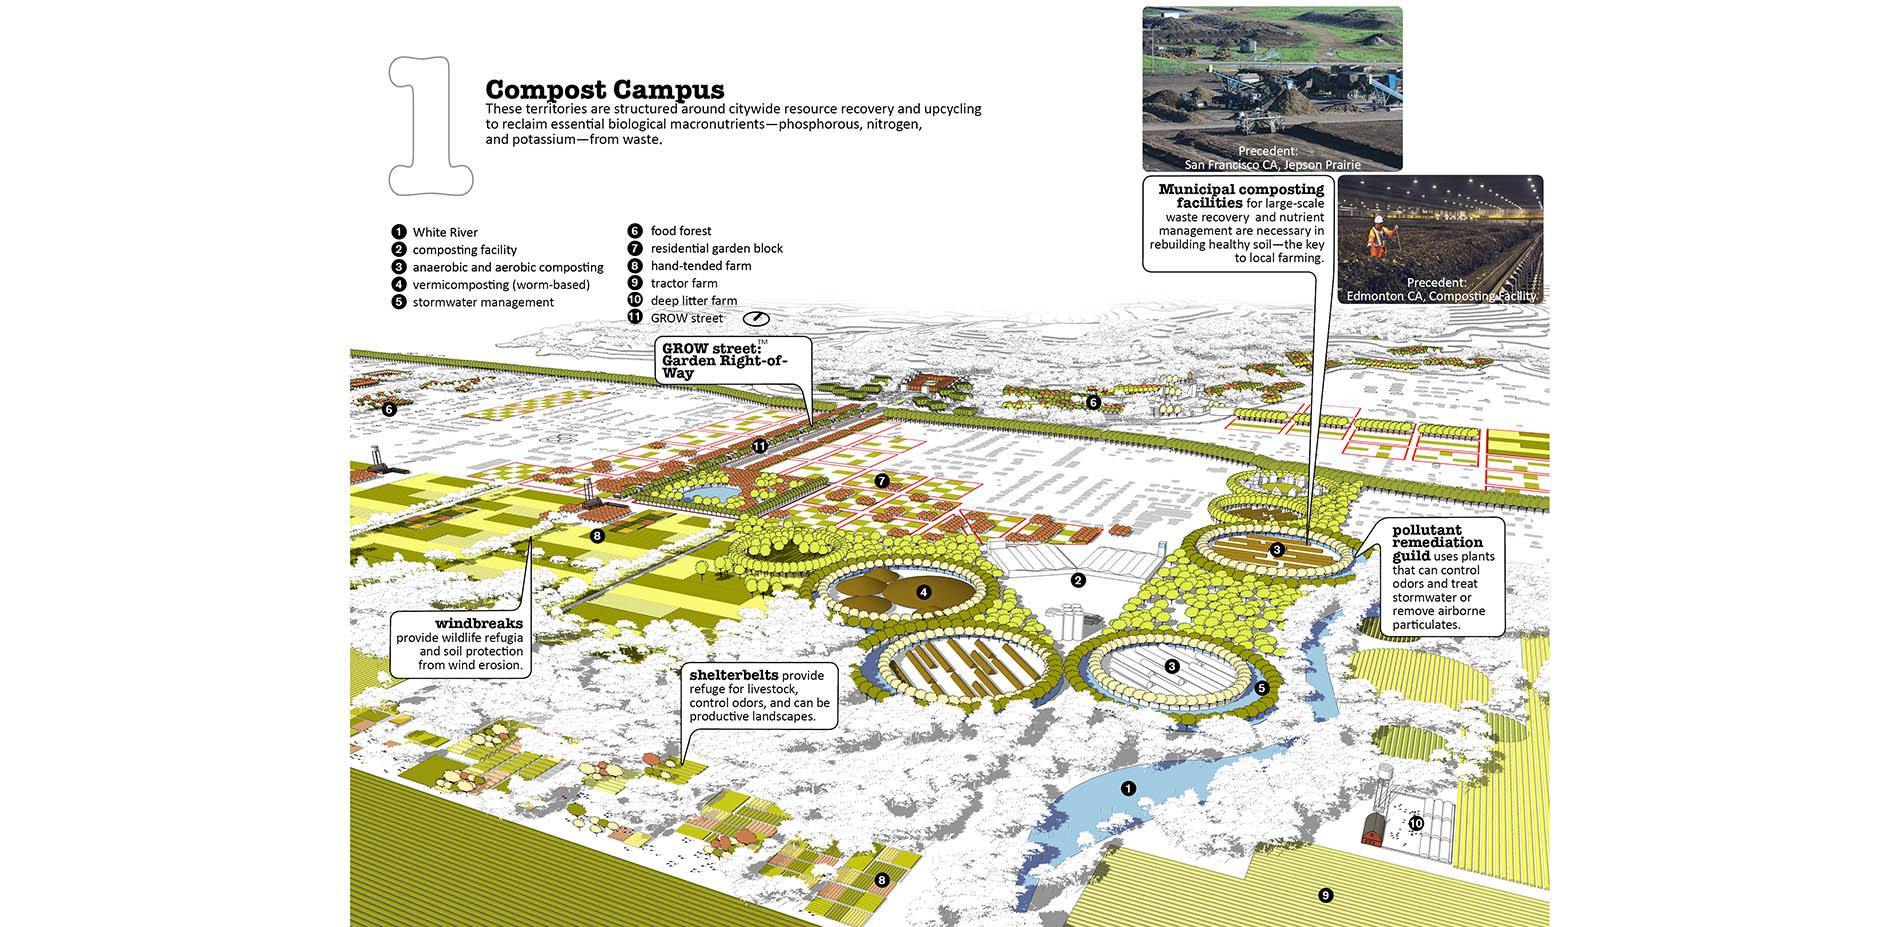 1
Compost Campus
These territories are structured around citywide resource recovery and upcycling
to reclaim essential biological macronutrients—phosphorous, nitrogen,
and potassium—from waste.
1 White River
2 composting facility
3 anaerobic and aerobic composting
4 vermicomposting (worm-based)
5 stormwater management
6 food forest
7 residential garden block
8 hand-tended farm
9 tractor farm
10 deep litter farm
11 GROW street
Precedent:
San Francisco CA, Jepson Prairie
Municipal composting
facilities for large-scale
waste recovery and nutrient
management are necessary in
rebuilding healthy soil—the key
to local farming.
Precedent:
Edmonton CA, Composting Facility
GROW street:™
Garden Right-of-
Way
6
6
11
7
8
3
2
4
pollutant
remediation
guild uses plants
that can control
odors and treat
stormwater or
remove airborne
particulates.
windbreaks
provide wildlife refugia
and soil protection
from wind erosion.
shelterbelts provide
refuge for livestock,
control odors, and can be
productive landscapes.
3
5
1
10
8
9